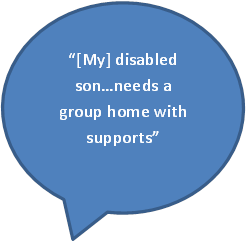 “[My] disabled
son…needs a
group home with
supports”